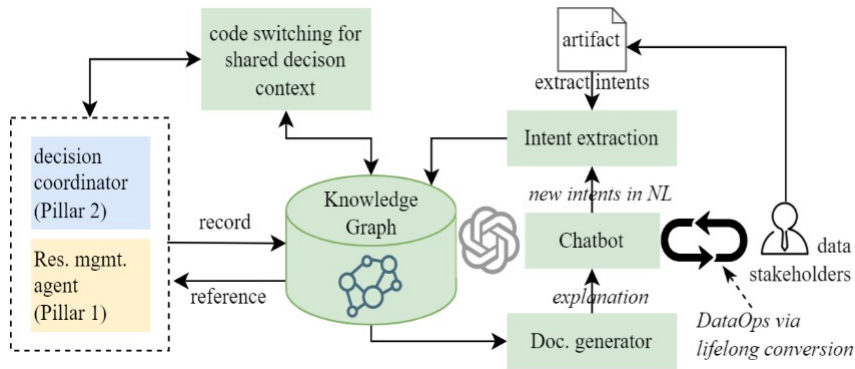 code switching for
shared decison
context
artifact
extract intents
Intent extraction
decision
coordinator
(Pillar 2)
Res. mgmt.
agent
(Pillar 1)
record
reference
Knowledge
Graph
new intents in NL
Chatbot
explanation
Doc. generator
data
stakeholders
DataOps via
lifelong conversion